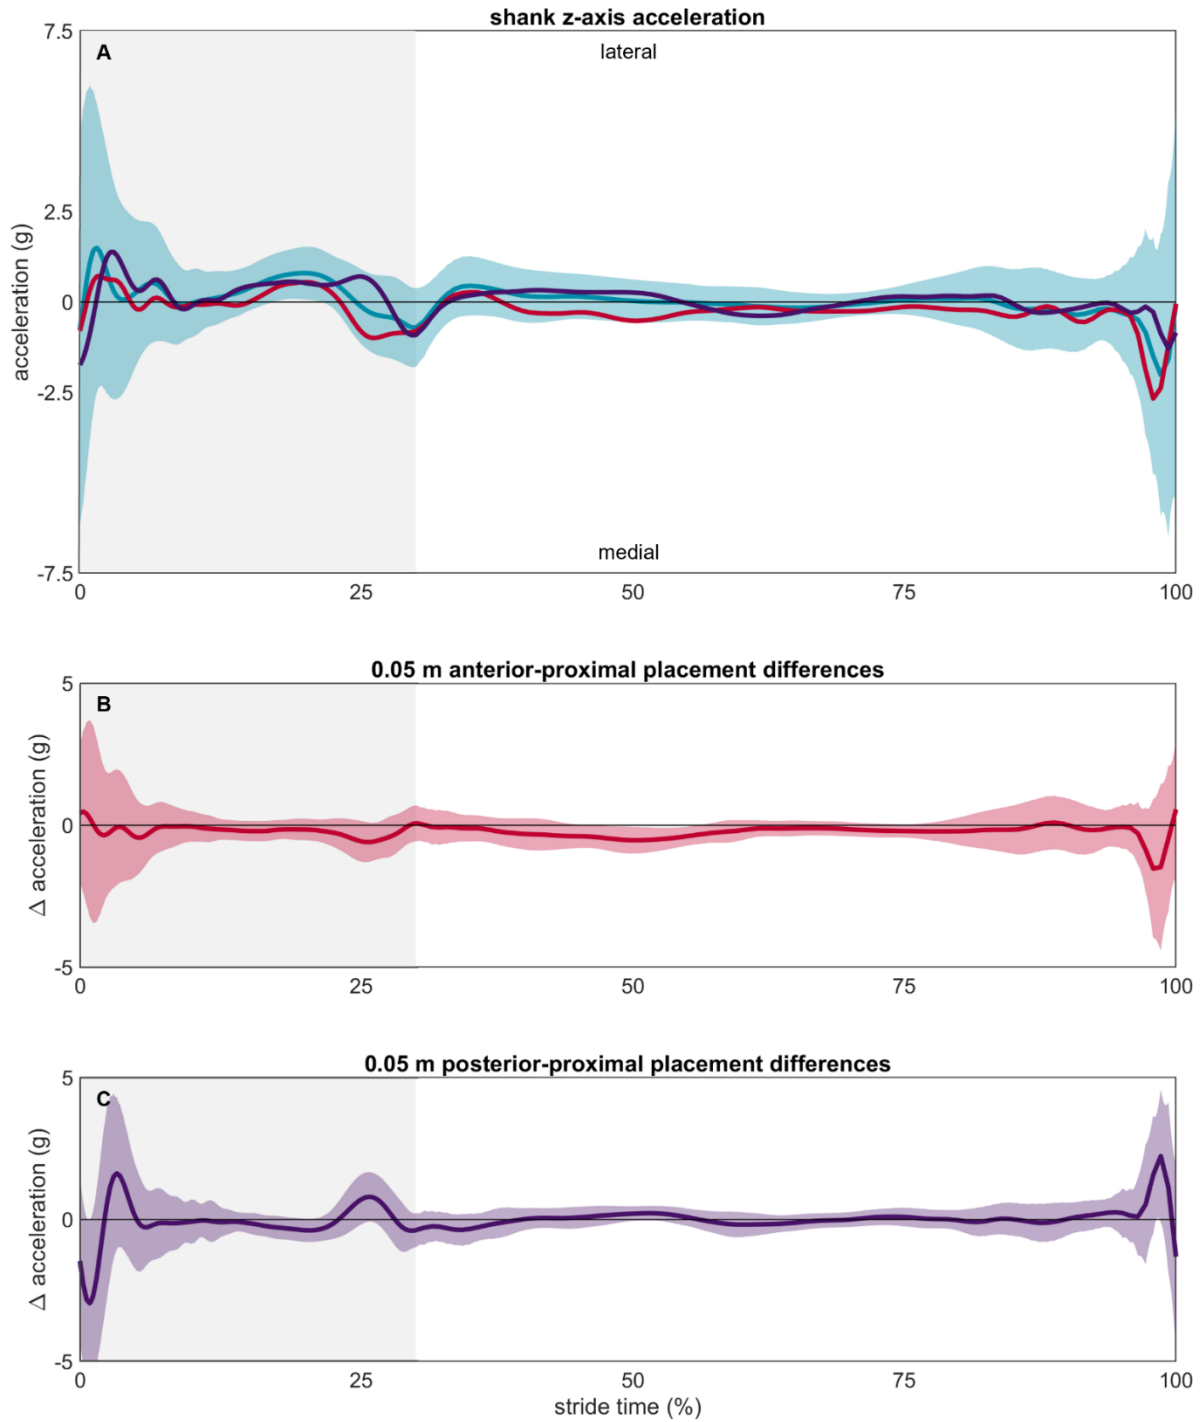 shank z-axis acceleration
7.5
A
lateral
2.5
acceleration (g)
0
-2.5
medial
-7.5
0 25 50 75 100
0.05 m anterior-proximal placement differences
5
B
Δ acceleration (g)
0
-5
0 25 50 75 100
0.05 m posterior-proximal placement differences
5
C
Δ acceleration (g)
0
-5
0 25 50 75 100
stride time (%)